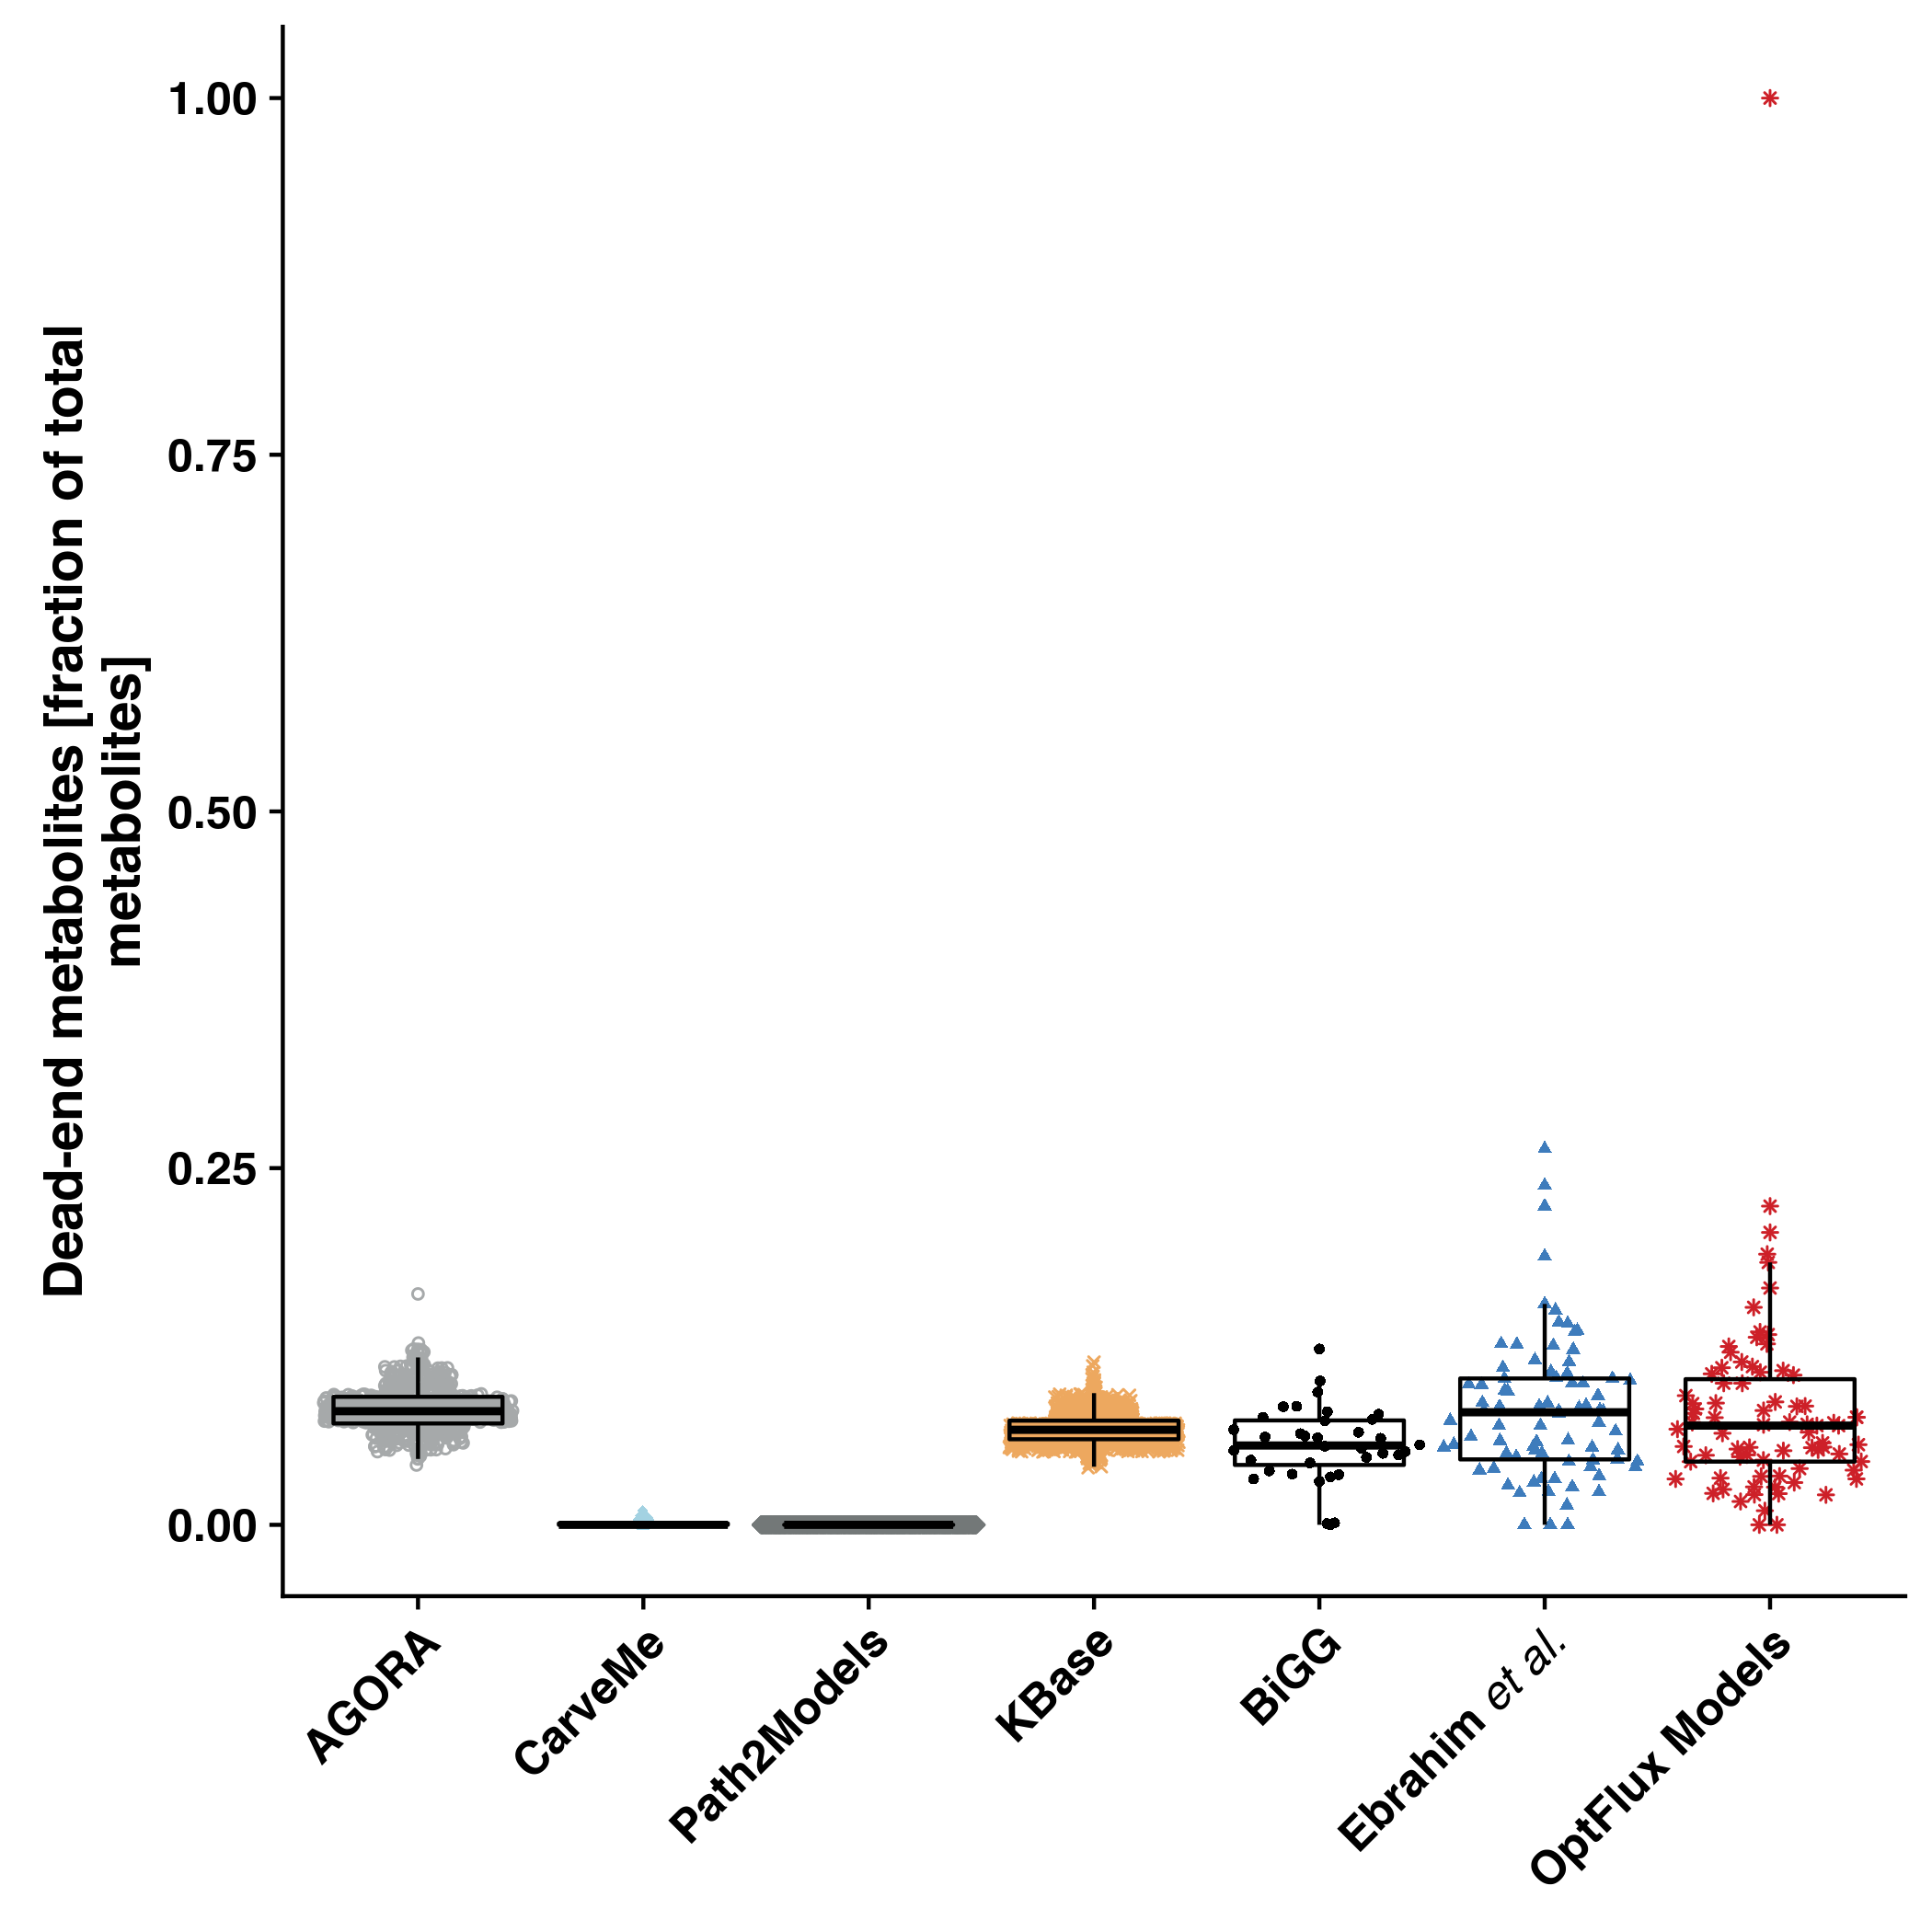 Dead-end metabolites [fraction of total
metabolites]
1.00
0.75
0.50
0.25
0.00
AGORA
CarveMe
Path2Models
KBase
BiGG
Ebrahim et al.
OptFlux Models